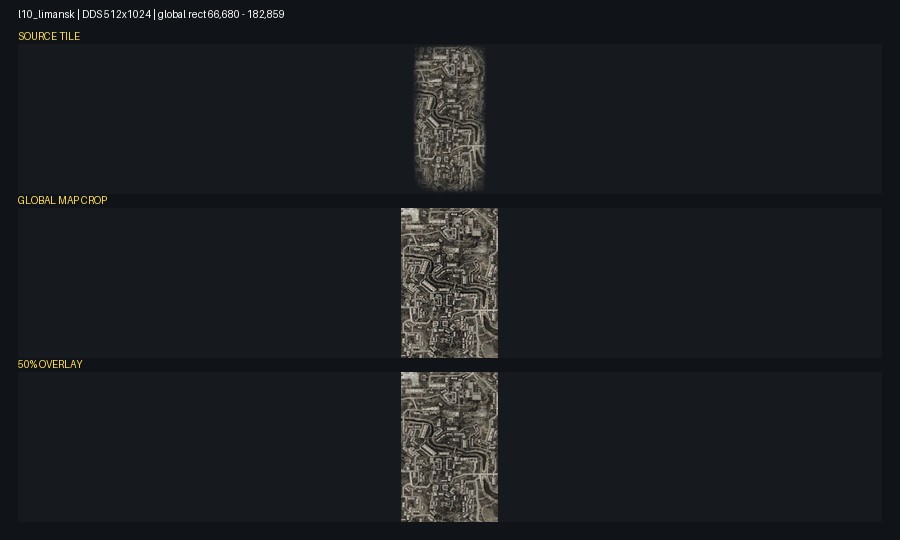 l10_limansk | DDS 512x1024 | global rect 66,680 - 182,859
SOURCE TILE
GLOBAL MAP CROP
50% OVERLAY